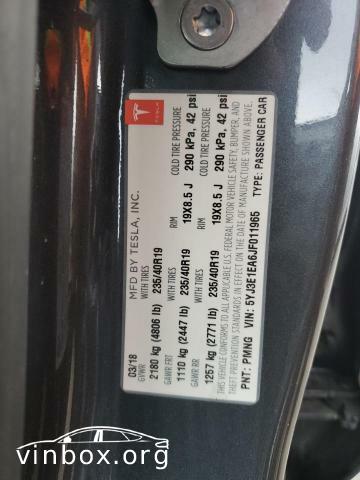 TESLA
MFD BY TESLA, INC.
03/18
GVWR WITH TIRES RIM COLD TIRE PRESSURE
2180 kg (4806 lb) 235/40R19 19X8.5 J 290 kPa, 42 psi
GAWR FRT WITH TIRES RIM COLD TIRE PRESSURE
1110 kg (2447 lb) 235/40R19 19X8.5 J 290 kPa, 42 psi
GAWR RR
1257 kg (2771 lb) 235/40R19
THIS VEHICLE CONFORMS TO ALL APPLICABLE U.S. FEDERAL MOTOR VEHICLE SAFETY, BUMPER, AND
THEFT PREVENTION STANDARDS IN EFFECT ON THE DATE OF MANUFACTURE SHOWN ABOVE.
PNT: PMNG VIN: 5YJ3E1EA6JF011965 TYPE: PASSENGER CAR
vinbox.org